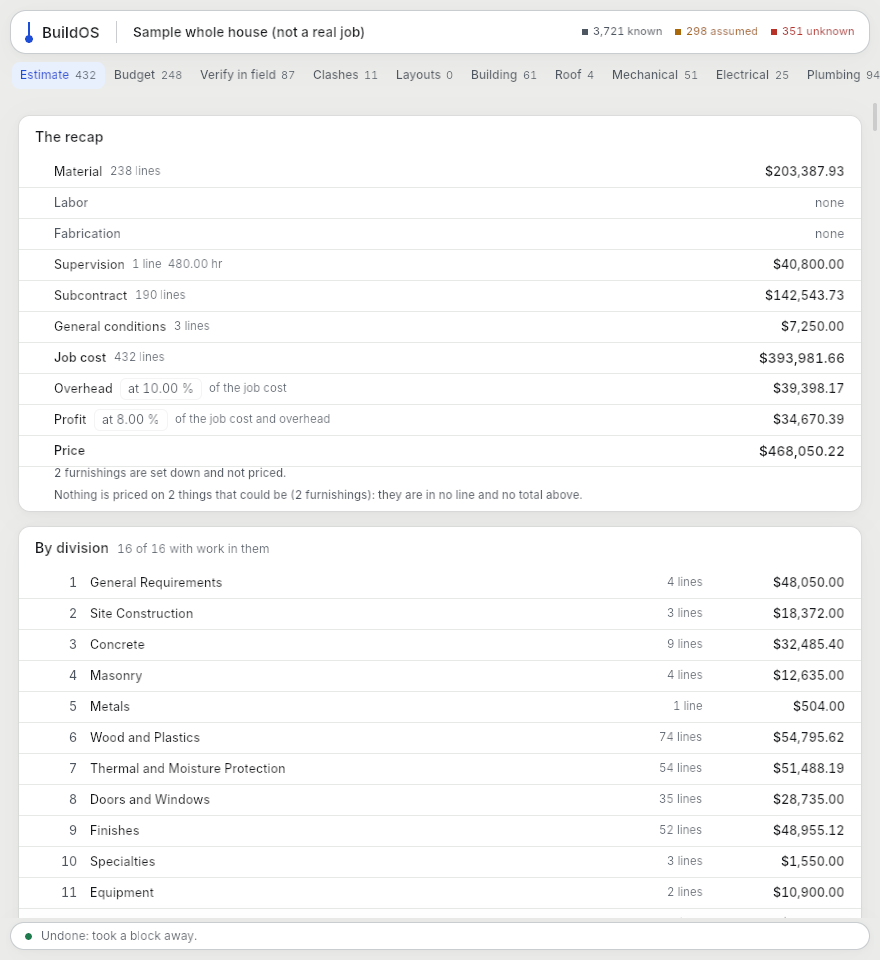 BuildOS
Sample whole house (not a real job)
3,721 known 298 assumed 351 unknown
Estimate 432 Budget 248 Verify in field 87 Clashes 11 Layouts 0 Building 61 Roof 4 Mechanical 51 Electrical 25 Plumbing 94
The recap
Material 238 lines $203,387.93
Labor none
Fabrication none
Supervision 1 line 480.00 hr $40,800.00
Subcontract 190 lines $142,543.73
General conditions 3 lines $7,250.00
Job cost 432 lines $393,981.66
Overhead at 10.00 % of the job cost $39,398.17
Profit at 8.00 % of the job cost and overhead $34,670.39
Price $468,050.22
2 furnishings are set down and not priced.
Nothing is priced on 2 things that could be (2 furnishings): they are in no line and no total above.
By division 16 of 16 with work in them
1 General Requirements 4 lines $48,050.00
2 Site Construction 3 lines $18,372.00
3 Concrete 9 lines $32,485.40
4 Masonry 4 lines $12,635.00
5 Metals 1 line $504.00
6 Wood and Plastics 74 lines $54,795.62
7 Thermal and Moisture Protection 54 lines $51,488.19
8 Doors and Windows 35 lines $28,735.00
9 Finishes 52 lines $48,955.12
10 Specialties 3 lines $1,550.00
11 Equipment 2 lines $10,900.00
Undone: took a block away.